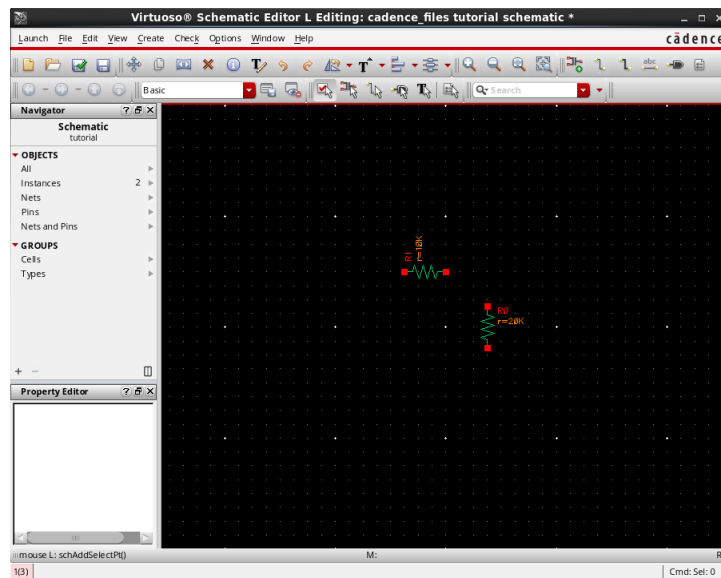 Virtuoso® Schematic Editor L Editing: cadence_files tutorial schematic *
Launch File Edit View Create Check Options Window Help
cādence
abc
Basic
Search
Navigator
Schematic
tutorial
OBJECTS
All
Instances 2
Nets
Pins
Nets and Pins
GROUPS
Cells
Types
Property Editor
R1
r=10K
R0
r=20K
mouse L: schAddSelectPt()
M:
R
1(3)
Cmd: Sel: 0